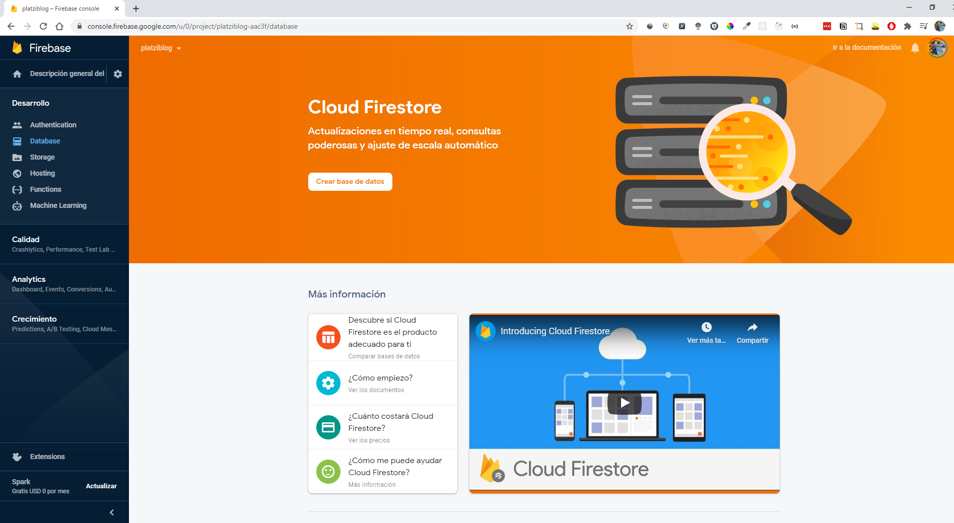 platziblog – Firebase console
console.firebase.google.com/u/0/project/platziblog-aac3f/database
Firebase
platziblog
Ir a la documentación
Descripción general del
Desarrollo
Authentication
Database
Storage
Hosting
Functions
Machine Learning
Calidad
Crashlytics, Performance, Test Lab ...
Analytics
Dashboard, Events, Conversions, Au...
Crecimiento
Predictions, A/B Testing, Cloud Mes...
Extensions
Spark
Gratis USD 0 por mes
Actualizar
Cloud Firestore
Actualizaciones en tiempo real, consultas
poderosas y ajuste de escala automático
Crear base de datos
Más información
Descubre si Cloud
Firestore es el producto
adecuado para ti
Comparar bases de datos
¿Cómo empiezo?
Ver los documentos
¿Cuánto costará Cloud
Firestore?
Ver los precios
¿Cómo me puede ayudar
Cloud Firestore?
Más información
Introducing Cloud Firestore
Ver más ta...
Compartir
Cloud Firestore